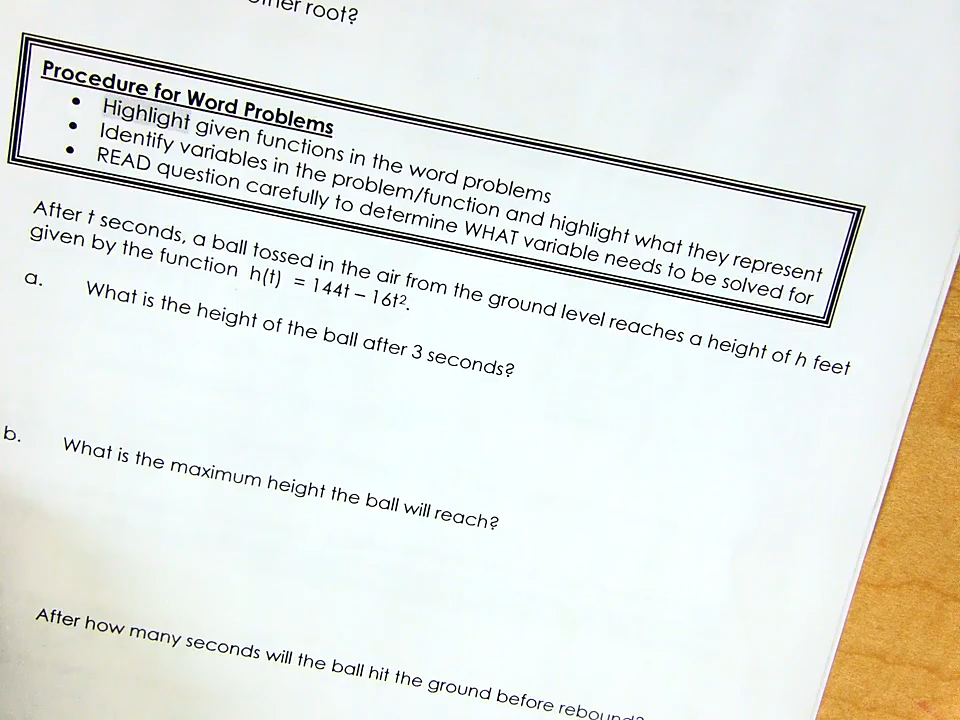 other root?
Procedure for Word Problems
• Highlight given functions in the word problems
• Identify variables in the problem/function and highlight what they represent
• READ question carefully to determine WHAT variable needs to be solved for
After t seconds, a ball tossed in the air from the ground level reaches a height of h feet
given by the function h(t) = 144t – 16t².
a. What is the height of the ball after 3 seconds?
b. What is the maximum height the ball will reach?
After how many seconds will the ball hit the ground before rebound?